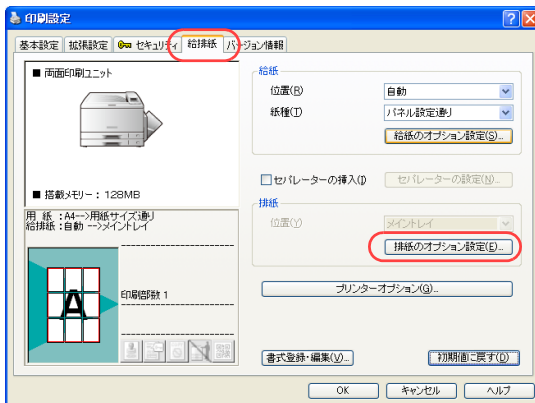 印刷設定
基本設定 拡張設定 セキュリティ 給排紙 バージョン情報
■ 両面印刷ユニット
■ 搭載メモリー： 128MB
用 紙 ：A4-->用紙サイズ通り
給排紙 ：自動 -->メイントレイ
A
印刷部数 1
給紙
位置(R) 自動
紙種(T) パネル設定通り
給紙のオプション設定(S)...
セパレーターの挿入(I) セパレーターの設定(N)...
排紙
位置(Y) メイントレイ
排紙のオプション設定(E)...
プリンターオプション(G)...
書式登録・編集(V)... 初期値に戻す(D)
OK キャンセル ヘルプ